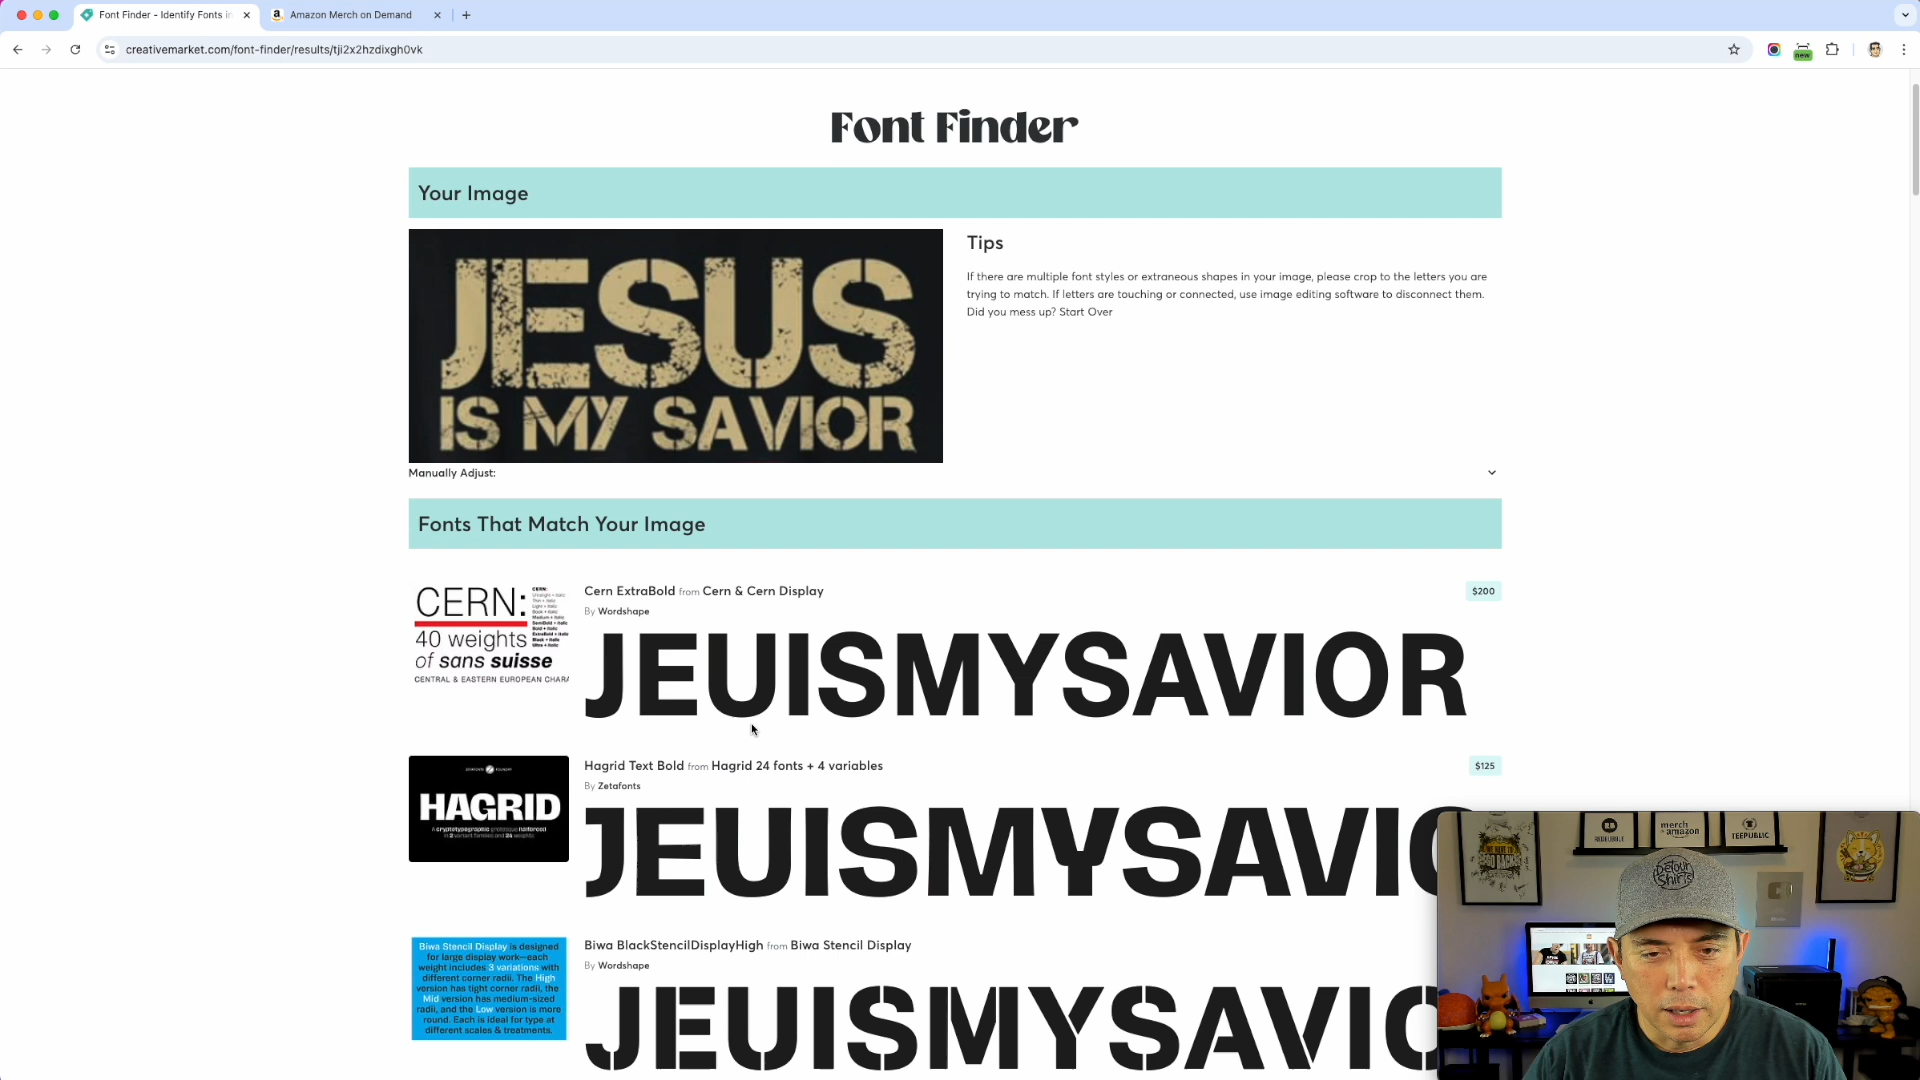 Font Finder - Identify Fonts in
Amazon Merch on Demand
creativemarket.com/font-finder/results/tji2x2hzdixgh0vk
new
Font Finder
Your Image
JESUS
IS MY SAVIOR
Tips
If there are multiple font styles or extraneous shapes in your image, please crop to the letters you are
trying to match. If letters are touching or connected, use image editing software to disconnect them.
Did you mess up? Start Over
Manually Adjust:
Fonts That Match Your Image
CERN:
40 weights
of sans suisse
CENTRAL & EASTERN EUROPEAN CHARA
Cern ExtraBold from Cern & Cern Display
$200
By Wordshape
JEUISMYSAVIOR
HAGRID
Hagrid Text Bold from Hagrid 24 fonts + 4 variables
$125
By Zetafonts
JEUISMYSAVIO
Biwa Stencil Display is designed
for large display work—each
weight includes 3 variations with
different corner radii. The High
version has tight corner radii, the
Mid version has medium-sized
radii, and the Low version is more
round. Each is ideal for type at
different scales & treatments.
Biwa BlackStencilDisplayHigh from Biwa Stencil Display
By Wordshape
JEUISMYSAVIO
REDBUBBLE
merch
amazon
TEEPUBLIC
DETOUR
SHIRTS